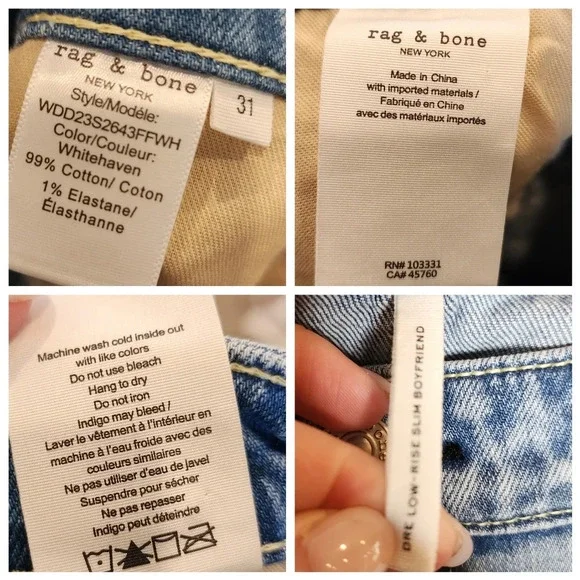 rag & bone
NEW YORK
Style/Modèle:
WDD23S2643FFWH
Color/Couleur:
Whitehaven
99% Cotton/ Coton
1% Elastane/
Élasthanne
31
rag & bone
NEW YORK
Made in China
with imported materials /
Fabriqué en Chine
avec des matériaux importés
RN# 103331
CA# 45760
Machine wash cold inside out
with like colors
Do not use bleach
Hang to dry
Do not iron
Indigo may bleed /
Laver le vêtement à l'intérieur en
machine à l'eau froide avec des
couleurs similaires
Ne pas utiliser d'eau de javel
Suspendre pour sécher
Ne pas repasser
Indigo peut déteindre
DRE LOW-RISE SLIM BOYFRIEND